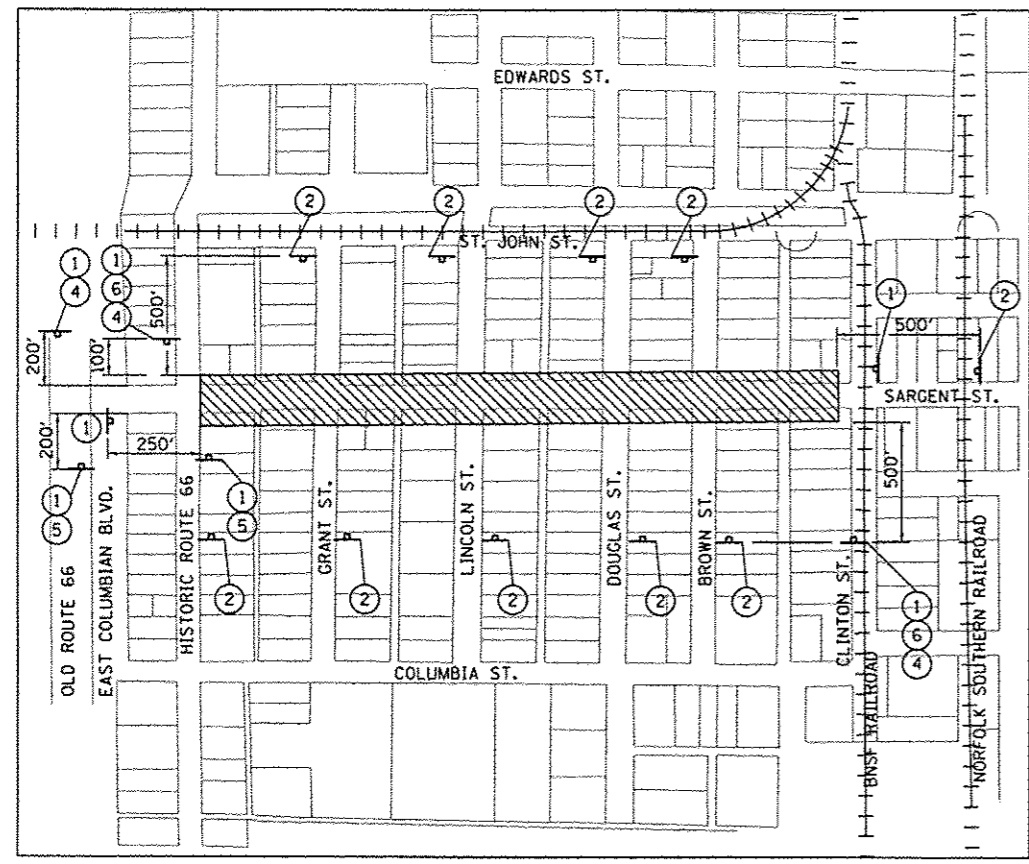 EDWARDS ST.
2
2
2
2
ST. JOHN ST.
1
1
4
6
4
500'
200'
100'
1
2
500'
SARGENT ST.
1
200'
250'
1
5
1
5
500'
2
2
2
2
2
1
6
4
OLD ROUTE 66
EAST COLUMBIAN BLVD.
HISTORIC ROUTE 66
GRANT ST.
LINCOLN ST.
DOUGLAS ST.
BROWN ST.
CLINTON ST.
BNSF RAILROAD
NORFOLK SOUTHERN RAILROAD
COLUMBIA ST.